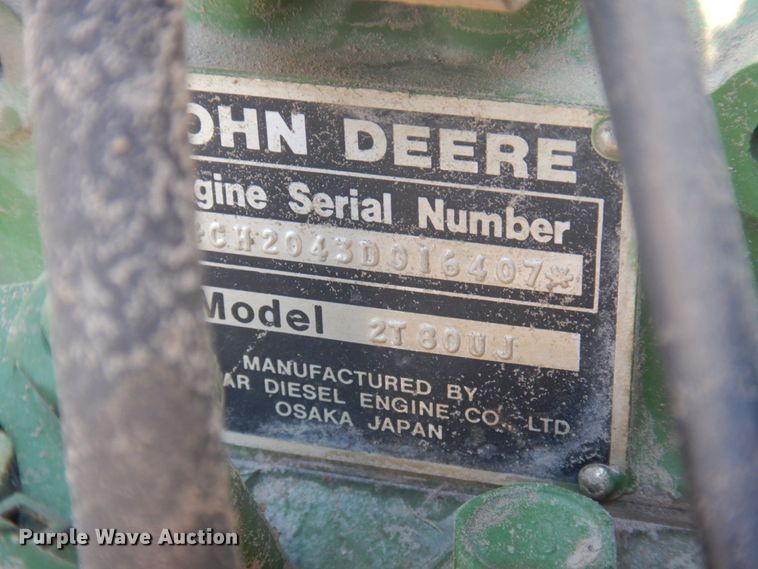 OHN DEERE
gine Serial Number
CH2043D016407
Model 2T80UJ
MANUFACTURED BY
AR DIESEL ENGINE CO., LTD.
OSAKA JAPAN
Purple Wave Auction